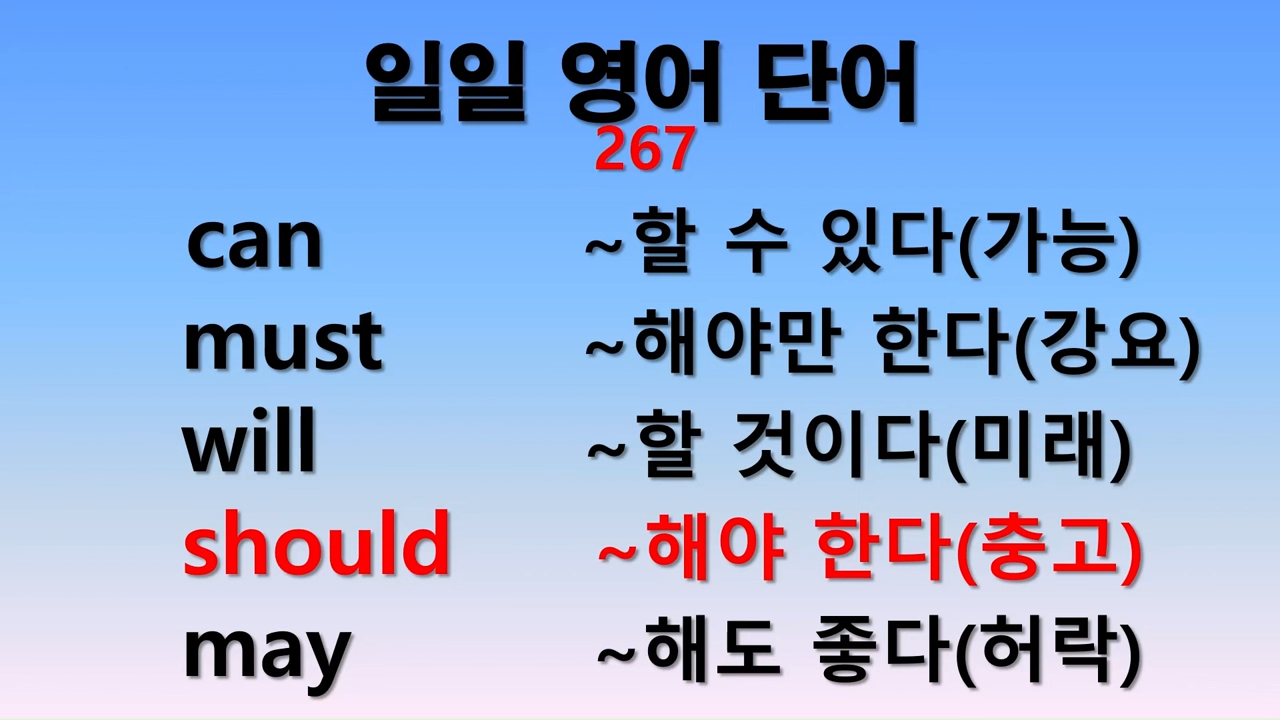 일일 영어 단어
267
can ~할 수 있다(가능)
must ~해야만 한다(강요)
will ~할 것이다(미래)
should ~해야 한다(충고)
may ~해도 좋다(허락)